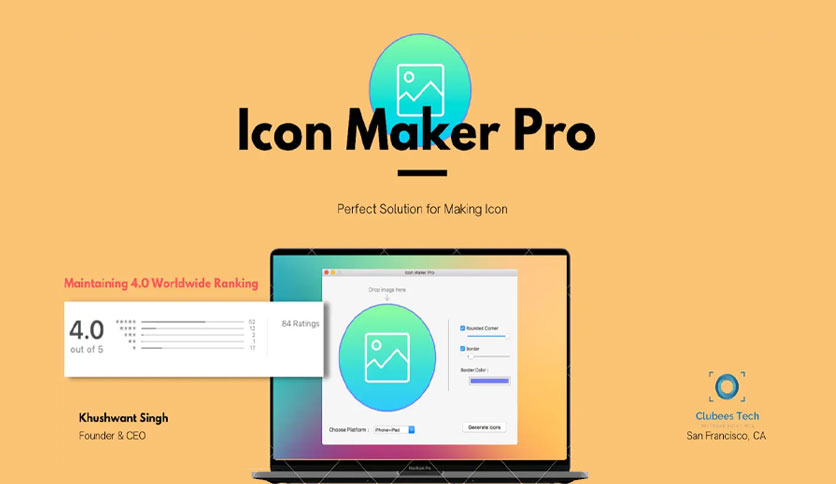 Icon Maker Pro
Perfect Solution for Making Icon
Maintaining 4.0 Worldwide Ranking
4.0
out of 5
★★★★★ 52
★★★★ 12
★★★ 2
★★ 1
★ 17
84 Ratings
Icon Maker Pro
Drop image here
Rounded Corner
Border
Border Color :
Choose Platform :
iPhone+iPad
Generate Icons
MacBook Pro
Khushwant Singh
Founder & CEO
Clubees Tech
San Francisco, CA